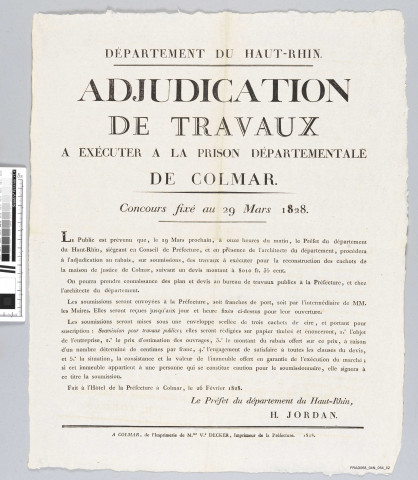 DÉPARTEMENT DU HAUT-RHIN.
ADJUDICATION
DE TRAVAUX
A EXÉCUTER A LA PRISON DÉPARTEMENTALE
DE COLMAR.
Concours fixé au 29 Mars 1828.
Le Public est prévenu que, le 29 Mars prochain, à onze heures du matin, le Préfet du département
du Haut-Rhin, siégeant en Conseil de Préfecture, et en présence de l'architecte du département, procédera
à l'adjudication au rabais, sur soumissions, des travaux à exécuter pour la reconstruction des cachets de
la maison de justice de Colmar, suivant un devis montant à fr. 35 cent.
On pourra prendre connaissance des plan et devis au bureau de travaux publics à la Préfecture, et chez
l'architecte du département.
Les soumissions seront envoyées à la Préfecture, soit franches de port, soit par l'intermédiaire de MM.
les Maires. Elles seront reçues jusqu'aux jour et heure fixés ci-dessus pour leur ouverture.
Les soumissions seront mises sous une enveloppe scellée de trois cachets de cire, et portant pour
suscription : Soumission pour travaux publics; elles seront rédigées sur papier timbré et énonceront, 1.° l'objet
de l'entreprise, 2.° le prix d'estimation des ouvrages, 3.° le montant du rabais offert sur ce prix, à raison
d'un nombre déterminé de centimes par franc, 4.° l'engagement de satisfaire à toutes les clauses du devis,
et 5.° la situation, la consistance et la valeur de l'immeuble offert en garantie de l'exécution du marché;
si cet immeuble appartient à une personne qui se constitue caution pour le soumissionnaire, elle signera à
ce titre la soumission.
Fait à l'Hôtel de la Préfecture à Colmar, le 26 Février 1828.
Le Préfet du département du Haut-Rhin,
H. JORDAN.
A COLMAR, de l'Imprimerie de M.me V.e DECKER, Imprimeur de la Préfecture. 1828.